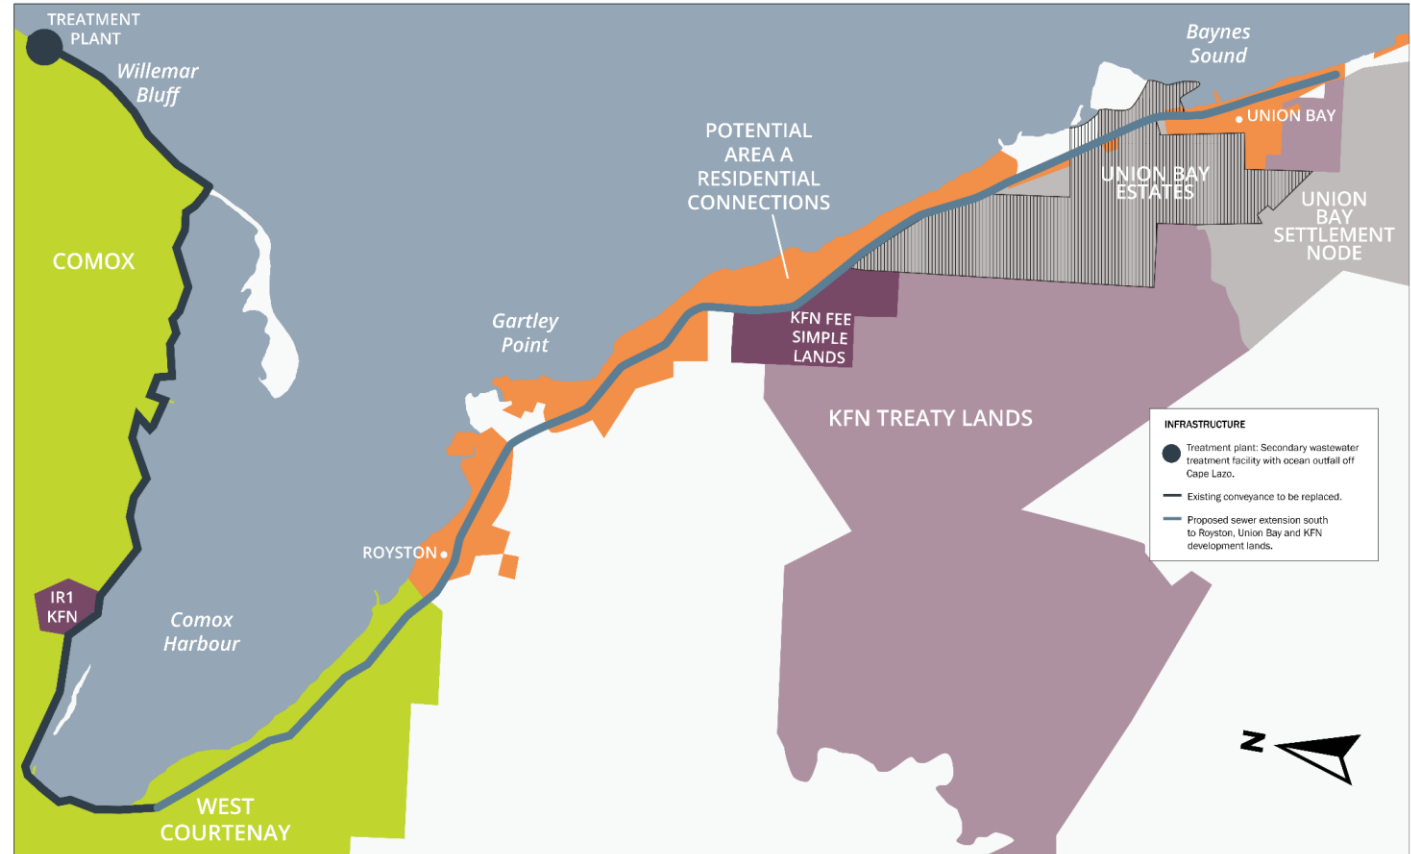 TREATMENT
PLANT
Willemar
Bluff
Baynes
Sound
POTENTIAL
AREA A
RESIDENTIAL
CONNECTIONS
UNION BAY
UNION BAY
ESTATES
UNION
BAY
SETTLEMENT
NODE
COMOX
Gartley
Point
KFN FEE
SIMPLE
LANDS
KFN TREATY LANDS
INFRASTRUCTURE
Treatment plant: Secondary wastewater
treatment facility with ocean outfall off
Cape Lazo.
Existing conveyance to be replaced.
Proposed sewer extension south
to Royston, Union Bay and KFN
development lands.
ROYSTON
IR1
KFN
Comox
Harbour
N
WEST
COURTENAY